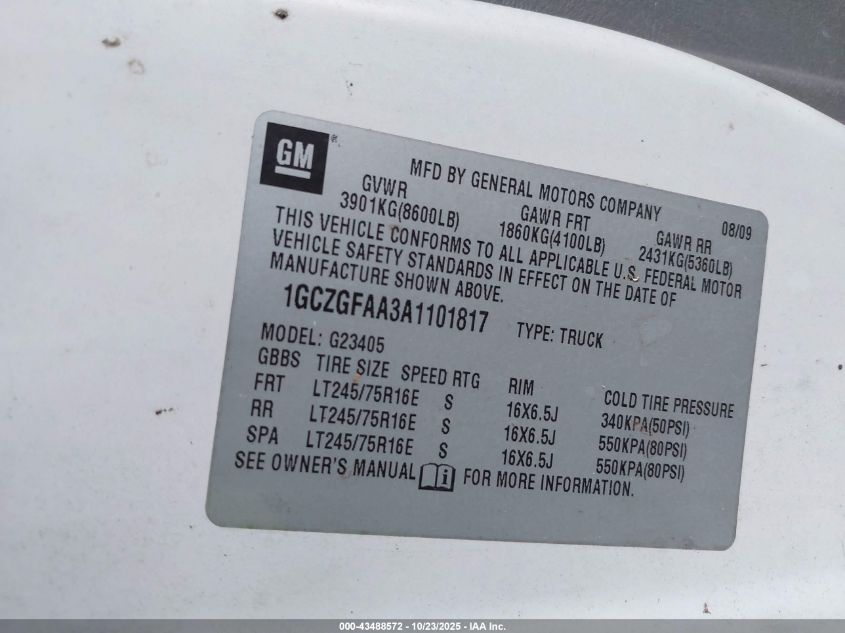 GM ®
MFD BY GENERAL MOTORS COMPANY
08/09
GVWR GAWR FRT GAWR RR
3901KG(8600LB) 1860KG(4100LB) 2431KG(5360LB)
THIS VEHICLE CONFORMS TO ALL APPLICABLE U.S. FEDERAL MOTOR
VEHICLE SAFETY STANDARDS IN EFFECT ON THE DATE OF
MANUFACTURE SHOWN ABOVE.
1GCZGFAA3A1101817 TYPE: TRUCK
MODEL: G23405
GBBS TIRE SIZE SPEED RTG RIM COLD TIRE PRESSURE
FRT LT245/75R16E S 16X6.5J 340KPA(50PSI)
RR LT245/75R16E S 16X6.5J 550KPA(80PSI)
SPA LT245/75R16E S 16X6.5J 550KPA(80PSI)
SEE OWNER'S MANUAL FOR MORE INFORMATION.
000-43488572 - 10/23/2025 - IAA Inc.